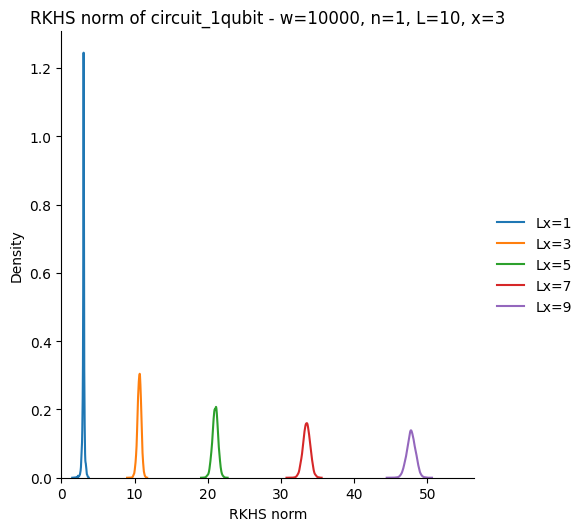 RKHS norm of circuit_1qubit - w=10000, n=1, L=10, x=3
1.2
1.0
0.8
0.6
0.4
0.2
0.0
Density
0 10 20 30 40 50
RKHS norm
Lx=1
Lx=3
Lx=5
Lx=7
Lx=9